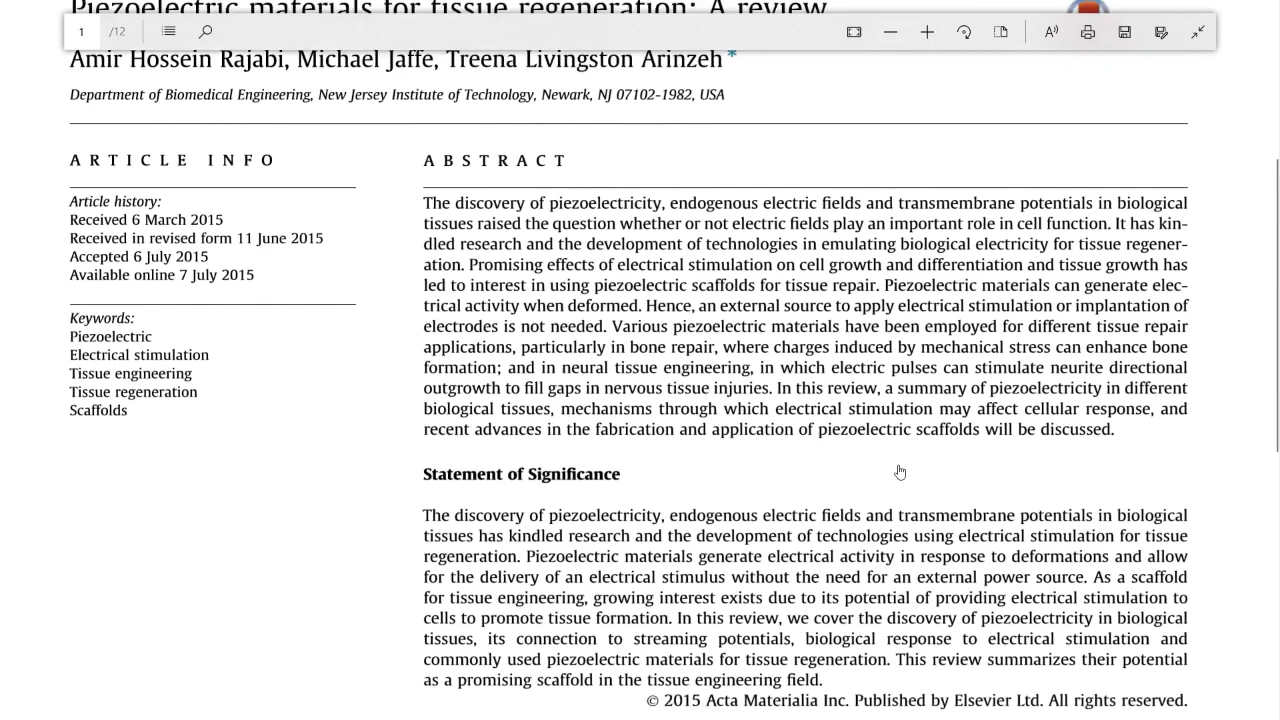 Piezoelectric materials for tissue regeneration: A review
1 /12
Amir Hossein Rajabi, Michael Jaffe, Treena Livingston Arinzeh *
Department of Biomedical Engineering, New Jersey Institute of Technology, Newark, NJ 07102-1982, USA
ARTICLE INFO
Article history:
Received 6 March 2015
Received in revised form 11 June 2015
Accepted 6 July 2015
Available online 7 July 2015
Keywords:
Piezoelectric
Electrical stimulation
Tissue engineering
Tissue regeneration
Scaffolds
ABSTRACT
The discovery of piezoelectricity, endogenous electric fields and transmembrane potentials in biological
tissues raised the question whether or not electric fields play an important role in cell function. It has kin-
dled research and the development of technologies in emulating biological electricity for tissue regener-
ation. Promising effects of electrical stimulation on cell growth and differentiation and tissue growth has
led to interest in using piezoelectric scaffolds for tissue repair. Piezoelectric materials can generate elec-
trical activity when deformed. Hence, an external source to apply electrical stimulation or implantation of
electrodes is not needed. Various piezoelectric materials have been employed for different tissue repair
applications, particularly in bone repair, where charges induced by mechanical stress can enhance bone
formation; and in neural tissue engineering, in which electric pulses can stimulate neurite directional
outgrowth to fill gaps in nervous tissue injuries. In this review, a summary of piezoelectricity in different
biological tissues, mechanisms through which electrical stimulation may affect cellular response, and
recent advances in the fabrication and application of piezoelectric scaffolds will be discussed.
Statement of Significance
The discovery of piezoelectricity, endogenous electric fields and transmembrane potentials in biological
tissues has kindled research and the development of technologies using electrical stimulation for tissue
regeneration. Piezoelectric materials generate electrical activity in response to deformations and allow
for the delivery of an electrical stimulus without the need for an external power source. As a scaffold
for tissue engineering, growing interest exists due to its potential of providing electrical stimulation to
cells to promote tissue formation. In this review, we cover the discovery of piezoelectricity in biological
tissues, its connection to streaming potentials, biological response to electrical stimulation and
commonly used piezoelectric materials for tissue regeneration. This review summarizes their potential
as a promising scaffold in the tissue engineering field.
© 2015 Acta Materialia Inc. Published by Elsevier Ltd. All rights reserved.